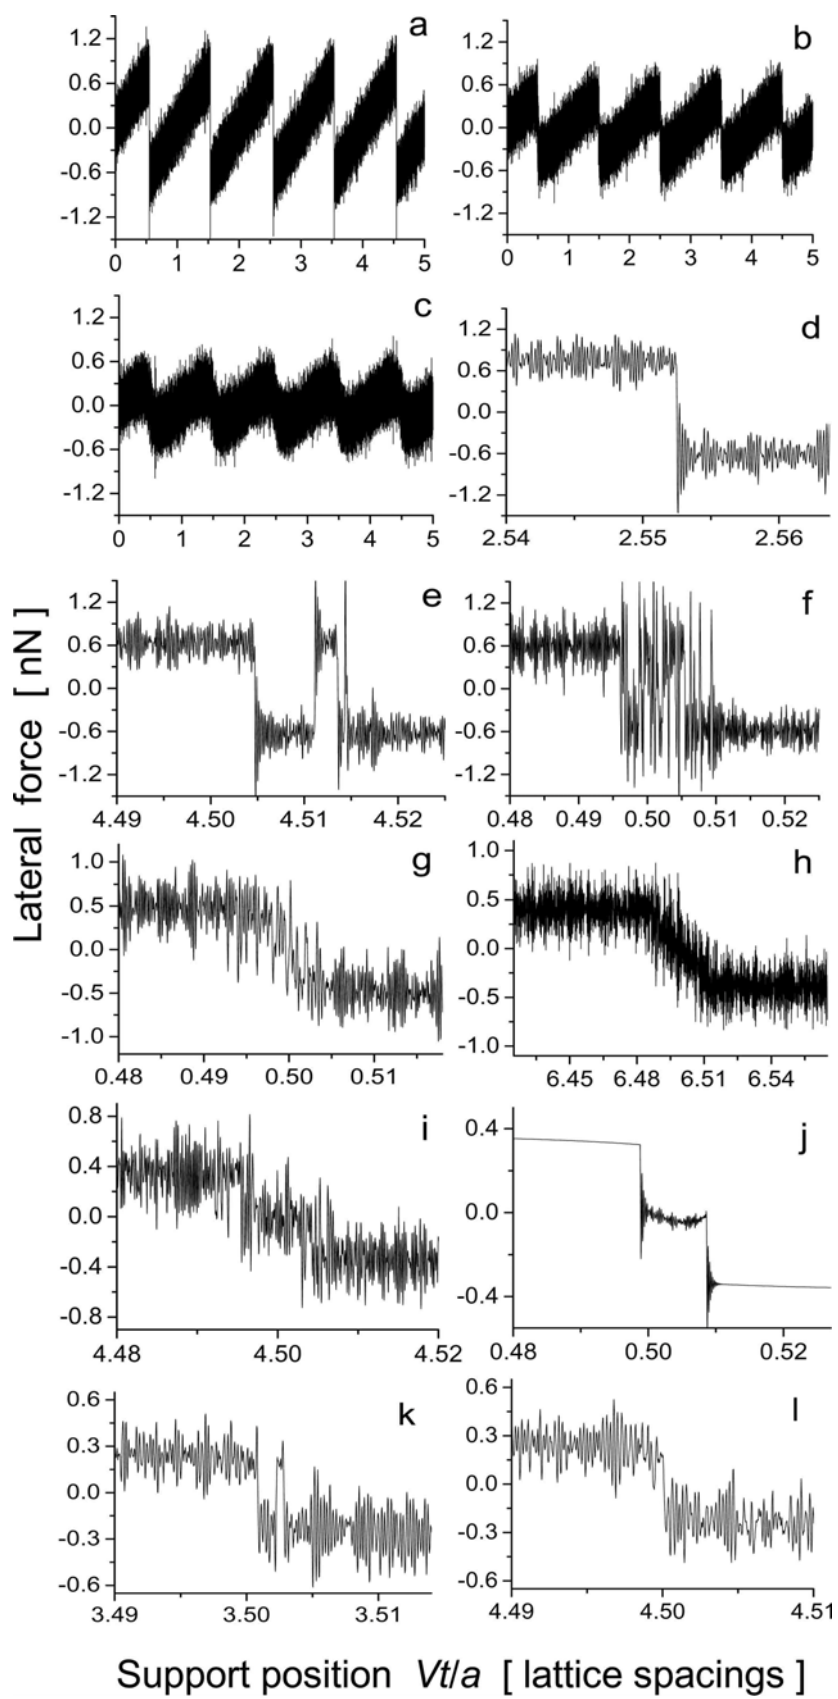 a
1.2
0.6
0.0
-0.6
-1.2
0 1 2 3 4 5
b
1.2
0.6
0.0
-0.6
-1.2
0 1 2 3 4 5
c
1.2
0.6
0.0
-0.6
-1.2
0 1 2 3 4 5
d
1.2
0.6
0.0
-0.6
-1.2
2.54 2.55 2.56
Lateral force [ nN ]
e
1.2
0.6
0.0
-0.6
-1.2
4.49 4.50 4.51 4.52
f
1.2
0.6
0.0
-0.6
-1.2
0.48 0.49 0.50 0.51 0.52
g
1.0
0.5
0.0
-0.5
-1.0
0.48 0.49 0.50 0.51
h
1.0
0.5
0.0
-0.5
-1.0
6.45 6.48 6.51 6.54
i
0.8
0.4
0.0
-0.4
-0.8
4.48 4.50 4.52
j
0.4
0.0
-0.4
0.48 0.50 0.52
k
0.6
0.3
0.0
-0.3
-0.6
3.49 3.50 3.51
l
0.6
0.3
0.0
-0.3
-0.6
4.49 4.50 4.51
Support position Vt/a [ lattice spacings ]